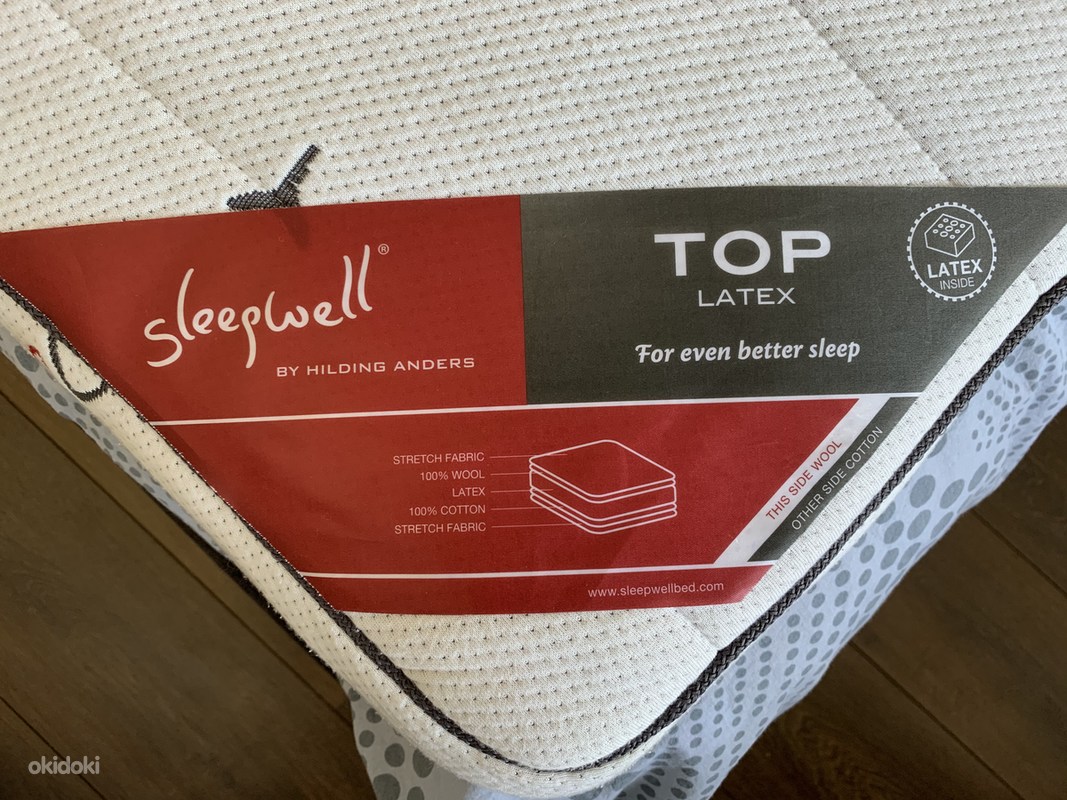 sleepwell®
BY HILDING ANDERS
TOP
LATEX
For even better sleep
LATEX
INSIDE
STRETCH FABRIC
100% WOOL
LATEX
100% COTTON
STRETCH FABRIC
THIS SIDE WOOL
OTHER SIDE COTTON
www.sleepwellbed.com
okidoki